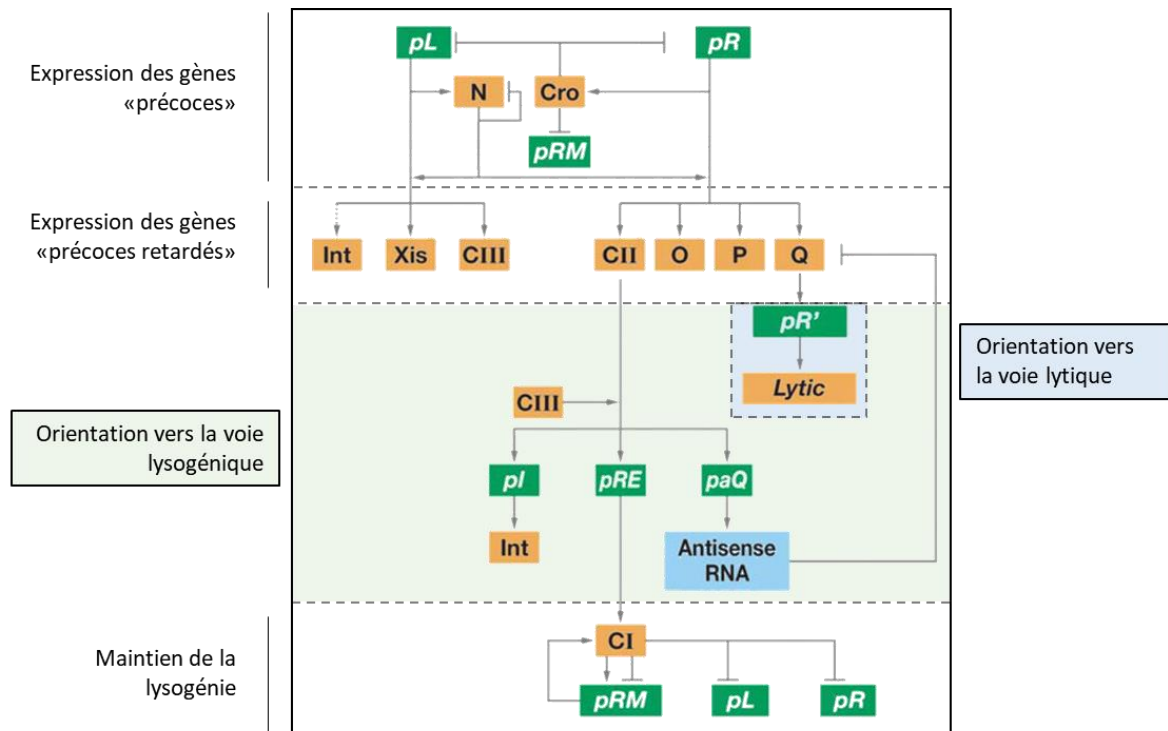 pL
pR
Expression des gènes
«précoces»
N
Cro
pRM
Expression des gènes
«précoces retardés»
Int
Xis
CIII
CII
O
P
Q
pR’
Lytic
Orientation vers
la voie lytique
CIII
Orientation vers la voie
lysogénique
pI
pRE
paQ
Int
Antisense
RNA
CI
Maintien de la
lysogénie
pRM
pL
pR